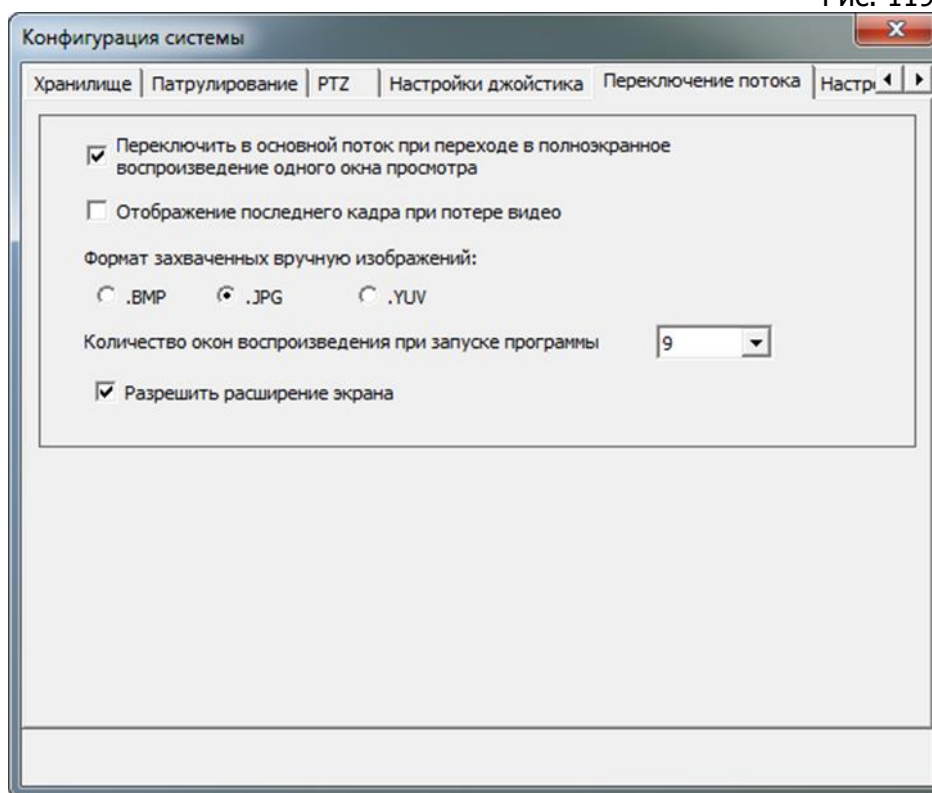 Рис. 119
Конфигурация системы
Хранилище Патрулирование PTZ Настройки джойстика Переключение потока
Переключить в основной поток при переходе в полноэкранное
воспроизведение одного окна просмотра
Отображение последнего кадра при потере видео
Формат захваченных вручную изображений:
.BMP .JPG .YUV
Количество окон воспроизведения при запуске программы 9
Разрешить расширение экрана